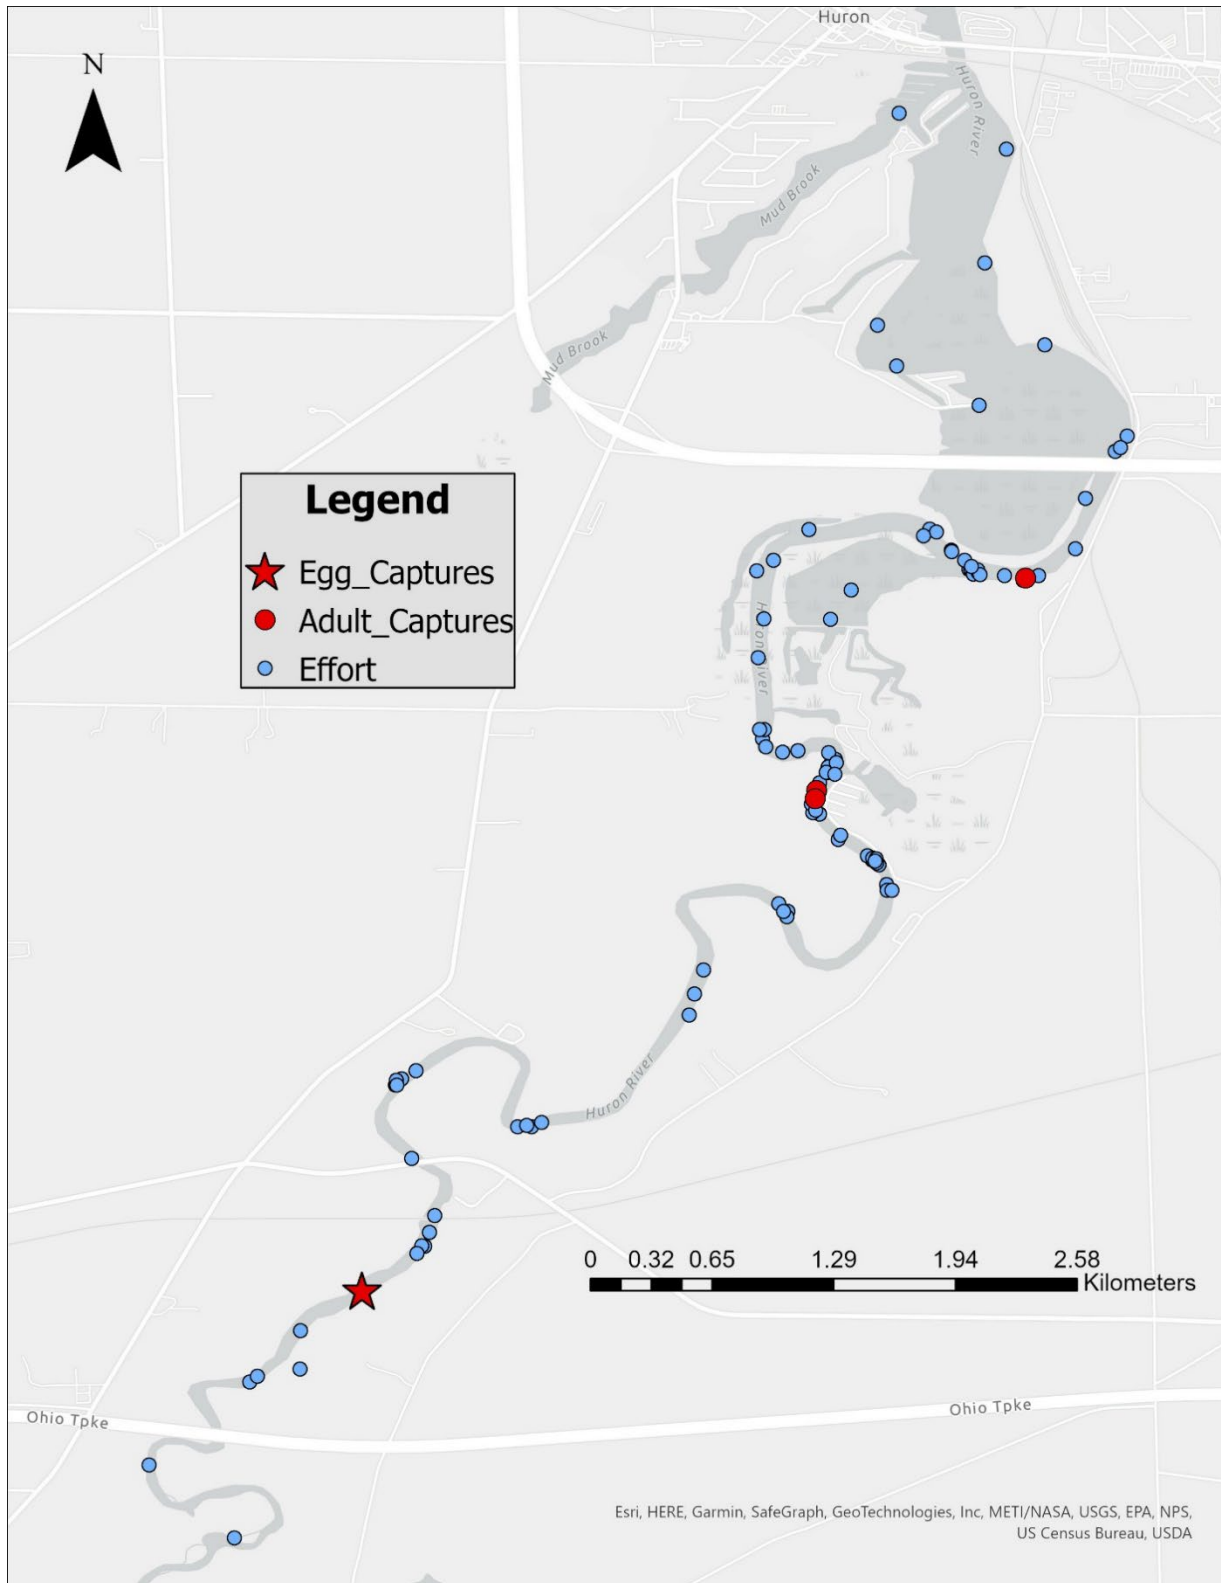 Huron
N
Huron River
Mud Brook
Mud Brook
Legend
Egg_Captures
Adult_Captures
Effort
Huron River
Huron River
0 0.32 0.65 1.29 1.94 2.58
Kilometers
Ohio Tpke
Ohio Tpke
Esri, HERE, Garmin, SafeGraph, GeoTechnologies, Inc, METI/NASA, USGS, EPA, NPS,
US Census Bureau, USDA